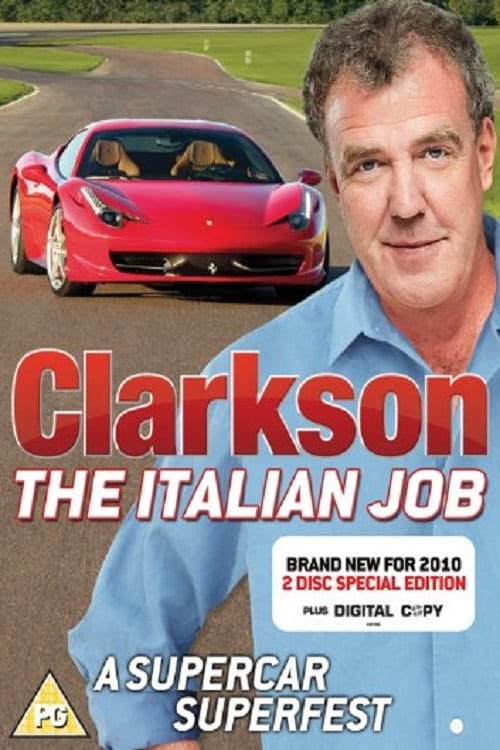 Clarkson
THE ITALIAN JOB
BRAND NEW FOR 2010
2 DISC SPECIAL EDITION
PLUS DIGITAL COPY
A SUPERCAR
SUPERFEST
PG